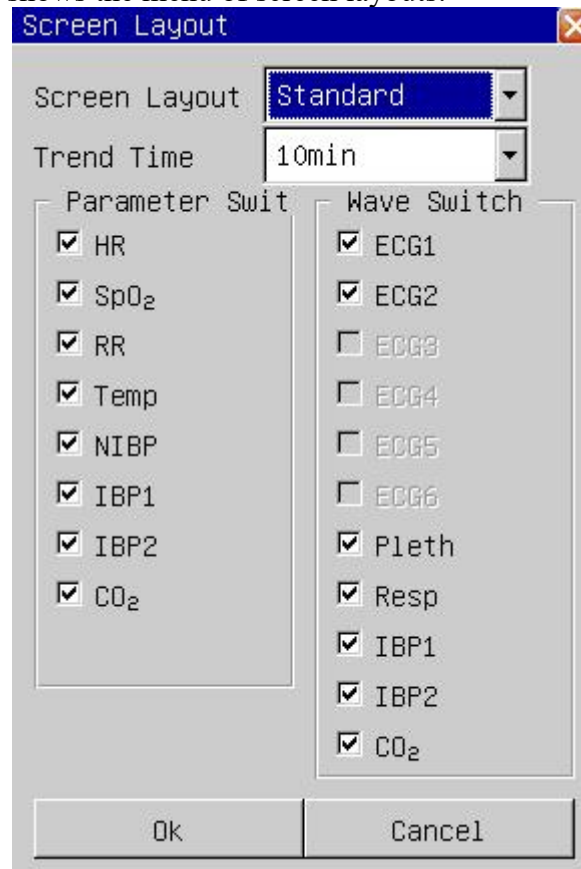 Screen Layout
Screen Layout Standard
Trend Time 10min
Parameter Swit
HR
SpO₂
RR
Temp
NIBP
IBP1
IBP2
CO₂
Wave Switch
ECG1
ECG2
ECG3
ECG4
ECG5
ECG6
Pleth
Resp
IBP1
IBP2
CO₂
Ok Cancel